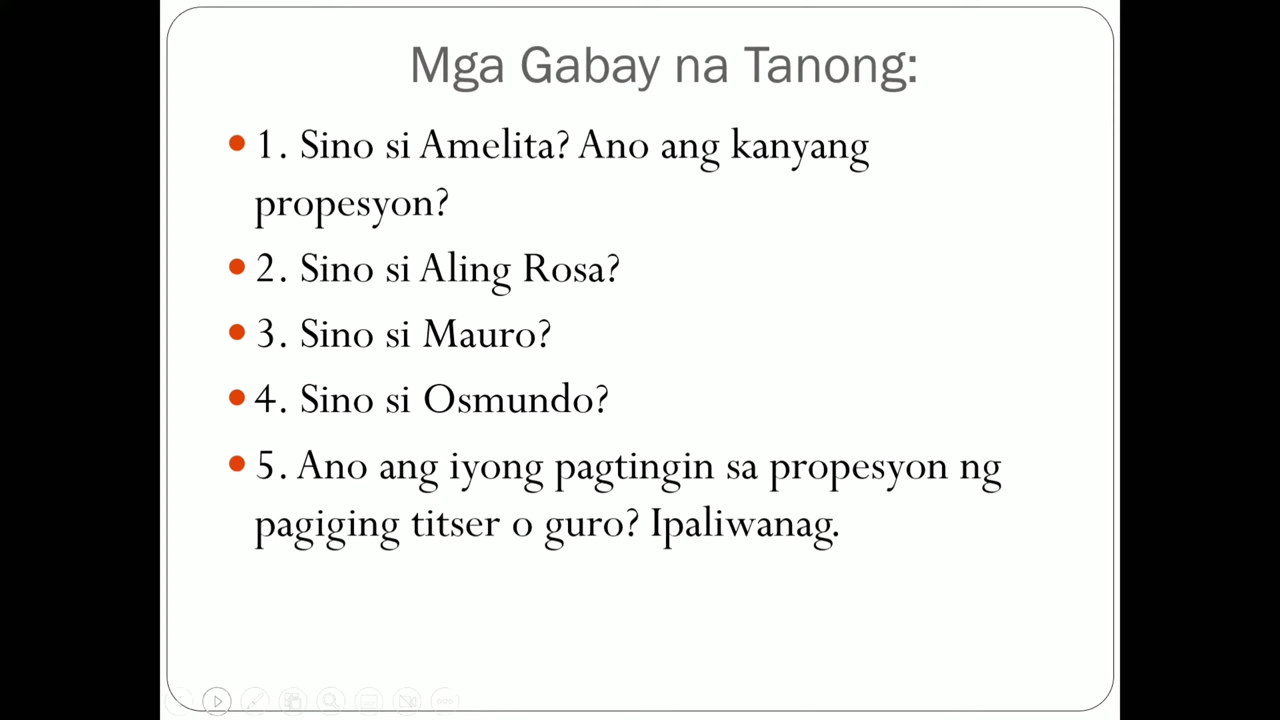 Mga Gabay na Tanong:
• 1. Sino si Amelita? Ano ang kanyang
propesyon?
• 2. Sino si Aling Rosa?
• 3. Sino si Mauro?
• 4. Sino si Osmundo?
• 5. Ano ang iyong pagtingin sa propesyon ng
pagiging titser o guro? Ipaliwanag.